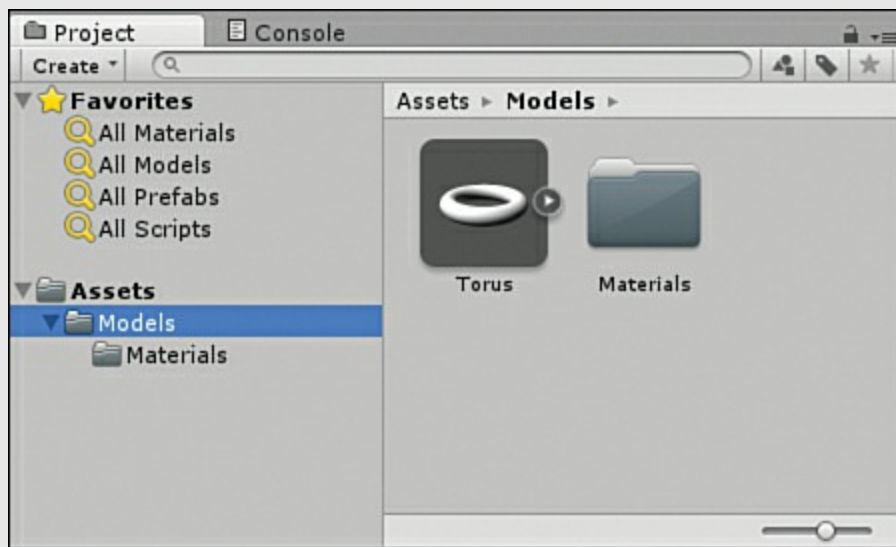 Project
Console
Create
Favorites
All Materials
All Models
All Prefabs
All Scripts
Assets
Models
Materials
Assets ▸ Models ▸
Torus
Materials